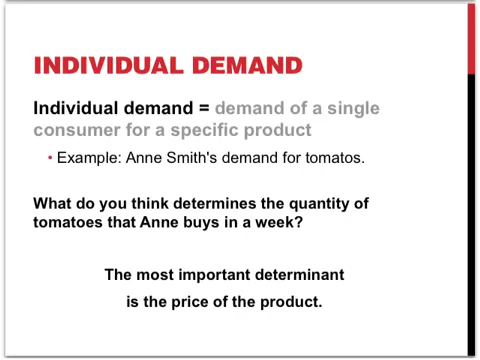 INDIVIDUAL DEMAND
Individual demand = demand of a single
consumer for a specific product
• Example: Anne Smith's demand for tomatos.
What do you think determines the quantity of
tomatoes that Anne buys in a week?
The most important determinant
is the price of the product.